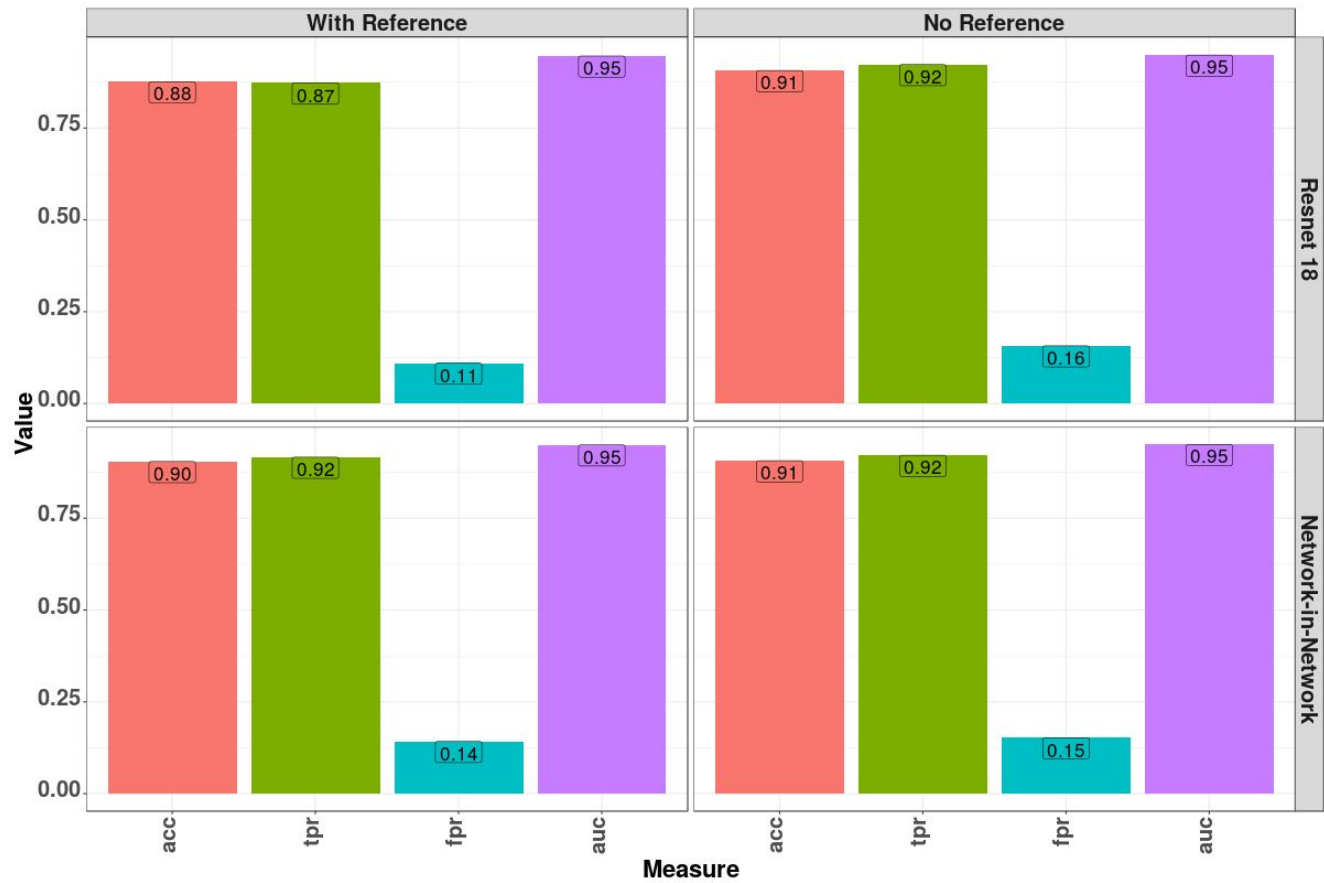 With Reference
No Reference
0.88
0.87
0.11
0.95
0.91
0.92
0.16
0.95
0.75
0.50
0.25
0.00
Resnet 18
Value
0.90
0.92
0.14
0.95
0.91
0.92
0.15
0.95
0.75
0.50
0.25
0.00
Network-in-Network
acc
tpr
fpr
auc
acc
tpr
fpr
auc
Measure